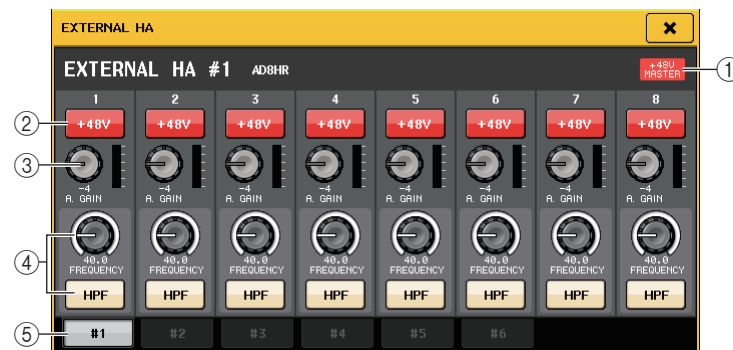 EXTERNAL HA
EXTERNAL HA #1 AD8HR +48V MASTER ①
1 2 3 4 5 6 7 8
② +48V +48V +48V +48V +48V +48V +48V +48V
③
-4 -4 -4 -4 -4 -4 -4 -4
A. GAIN A. GAIN A. GAIN A. GAIN A. GAIN A. GAIN A. GAIN A. GAIN
④
40.0 40.0 40.0 40.0 40.0 40.0 40.0 40.0
FREQUENCY FREQUENCY FREQUENCY FREQUENCY FREQUENCY FREQUENCY FREQUENCY FREQUENCY
HPF HPF HPF HPF HPF HPF HPF HPF
⑤ #1 #2 #3 #4 #5 #6